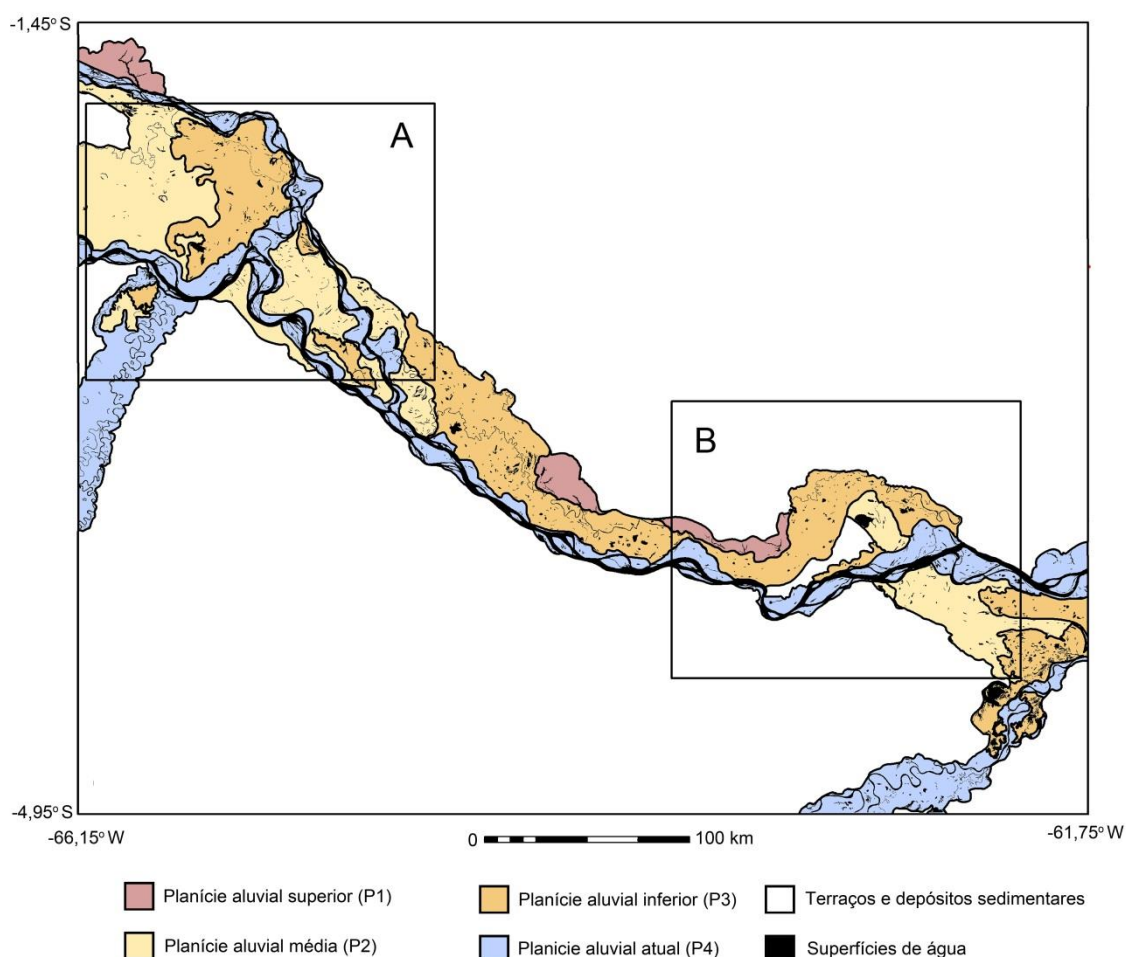 -1,45°S
A
B
-4,95°S
-66,15°W
0
100 km
-61,75°W
Planície aluvial superior (P1)
Planície aluvial inferior (P3)
Terraços e depósitos sedimentares
Planície aluvial média (P2)
Planicie aluvial atual (P4)
Superfícies de água